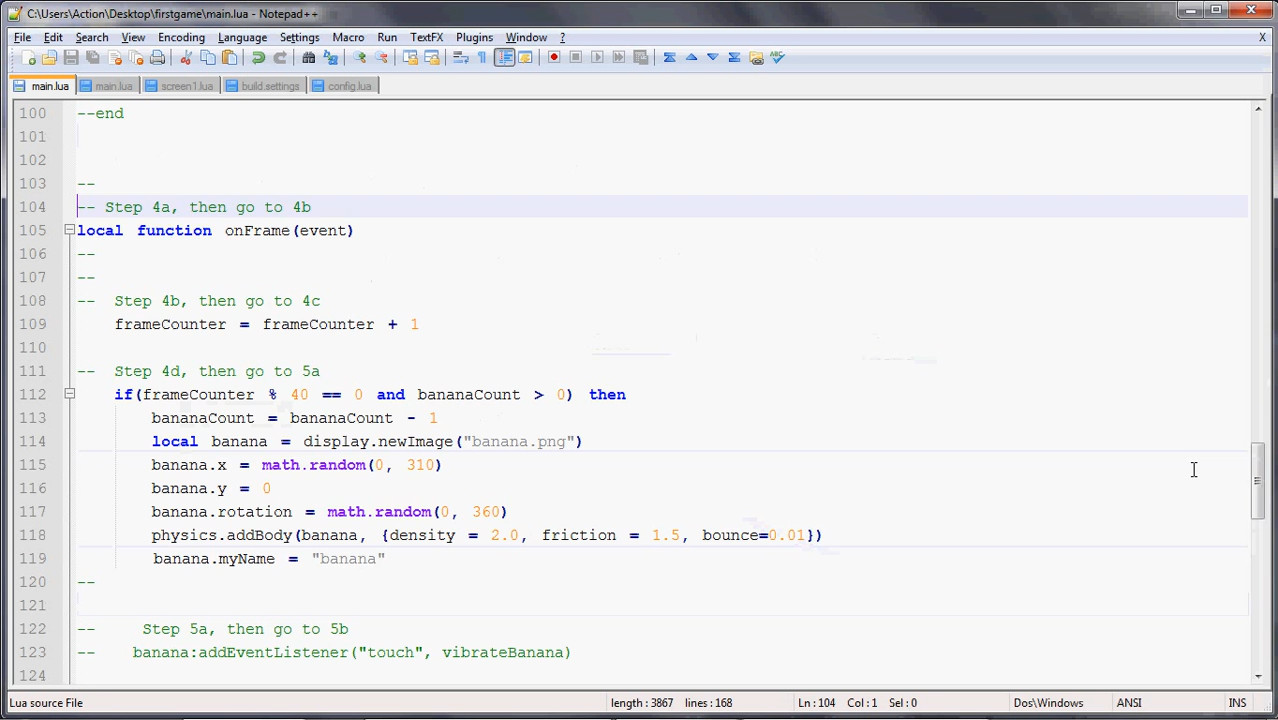 C:\Users\Action\Desktop\firstgame\main.lua - Notepad++
File Edit Search View Encoding Language Settings Macro Run TextFX Plugins Window ? X
main.lua main.lua screen1.lua build.settings config.lua
100 --end
101
102
103 --
104 -- Step 4a, then go to 4b
105 local function onFrame(event)
106 --
107 --
108 -- Step 4b, then go to 4c
109 frameCounter = frameCounter + 1
110
111 -- Step 4d, then go to 5a
112 if(frameCounter % 40 == 0 and bananaCount > 0) then
113 bananaCount = bananaCount - 1
114 local banana = display.newImage("banana.png")
115 banana.x = math.random(0, 310)
116 banana.y = 0
117 banana.rotation = math.random(0, 360)
118 physics.addBody(banana, {density = 2.0, friction = 1.5, bounce=0.01})
119 banana.myName = "banana"
120 --
121
122 -- Step 5a, then go to 5b
123 -- banana:addEventListener("touch", vibrateBanana)
124
Lua source File length : 3867 lines : 168 Ln : 104 Col : 1 Sel : 0 Dos\Windows ANSI INS